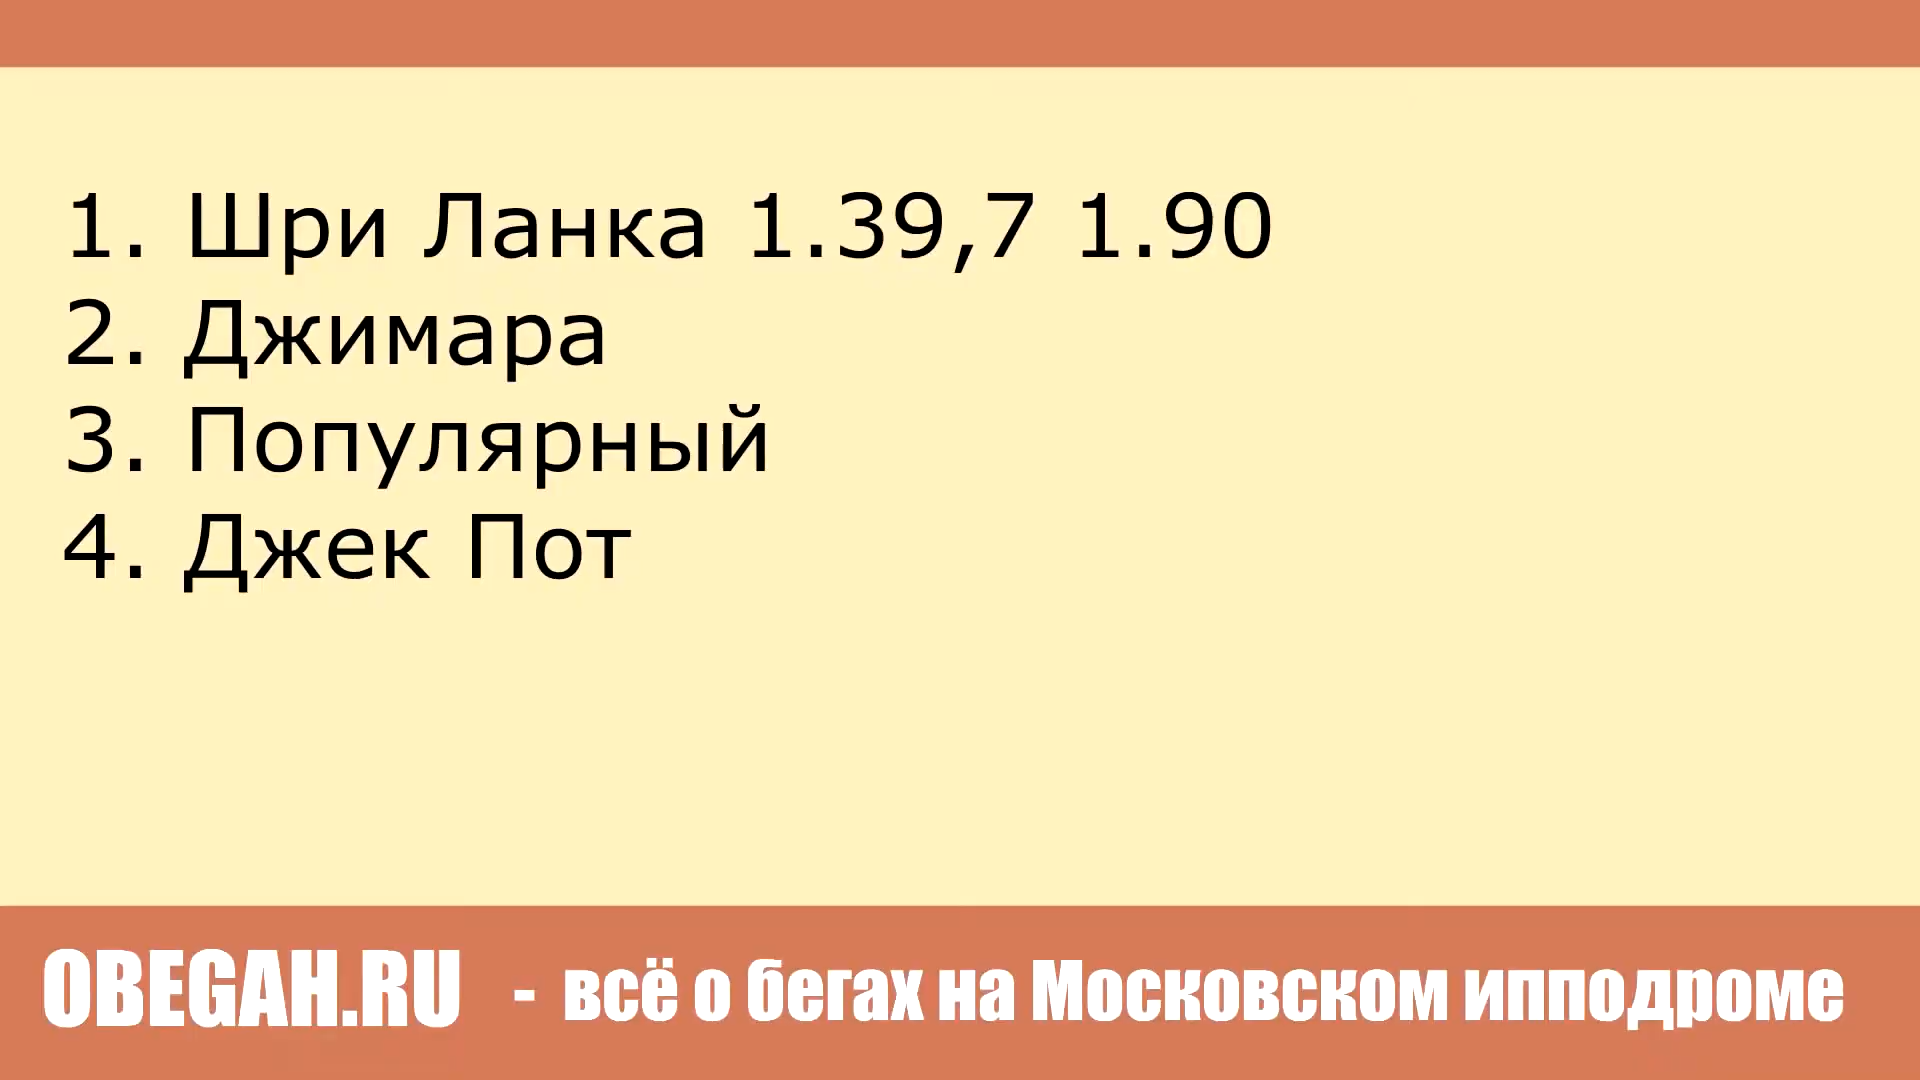 1. Шри Ланка 1.39,7 1.90
2. Джимара
3. Популярный
4. Джек Пот
OBEGAH.RU - всё о бегах на Московском ипподроме